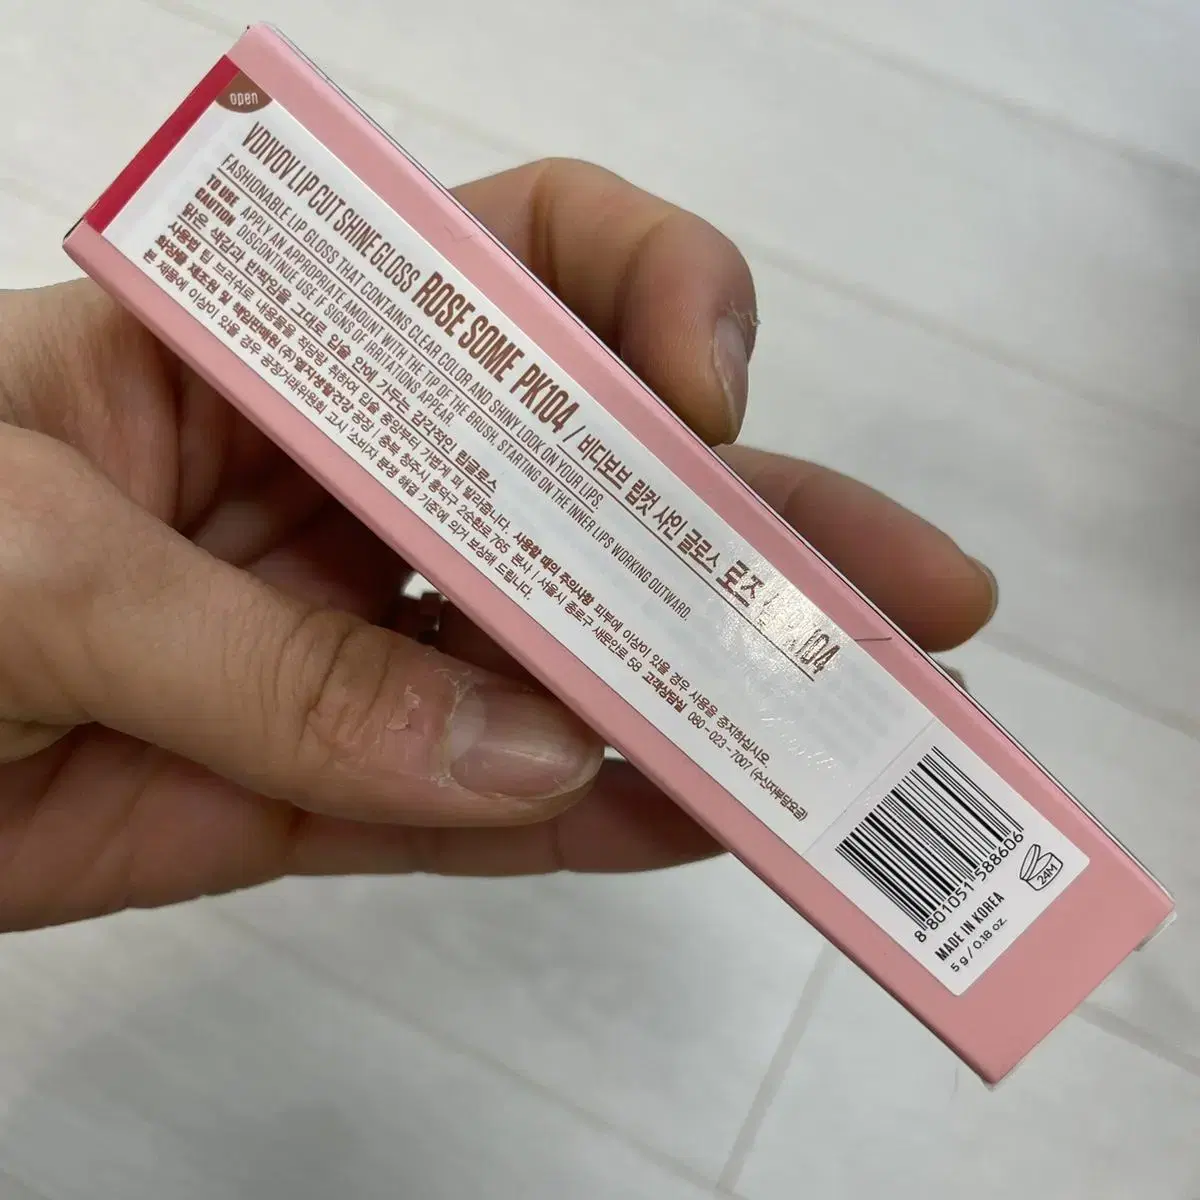 open
VDIVOV LIP CUT SHINE GLOSS ROSE SOME PK104 / 비디보브 립컷 샤인 글로스 로즈 104
FASHIONABLE LIP GLOSS THAT CONTAINS CLEAR COLOR AND SHINY LOOK ON YOUR LIPS.
TO USE APPLY AN APPROPRIATE AMOUNT WITH THE TIP OF THE BRUSH, STARTING ON THE INNER LIPS WORKING OUTWARD.
CAUTION DISCONTINUE USE IF SIGNS OF IRRITATIONS APPEAR.
맑은 색감과 반짝임을 그대로 입술 안에 가두는 감각적인 립글로스
사용법 팁 브러쉬로 내용물을 적당량 취하여 입술 중앙부터 가볍게 펴 발라줍니다. 사용할 때의 주의사항 피부에 이상이 있을 경우 사용을 중지하십시오.
화장품 제조원 및 책임판매원 (주)엘지생활건강 공장 | 충북 청주시 흥덕구 2순환로 765 본사 | 서울시 종로구 새문안로 58 고객상담실 080-023-7007 (수신자부담요금)
본 제품에 이상이 있을 경우 공정거래위원회 고시 '소비자 분쟁 해결 기준'에 의거 보상해 드립니다.
8 801051 588606
MADE IN KOREA
5 g / 0.18 oz.
24M